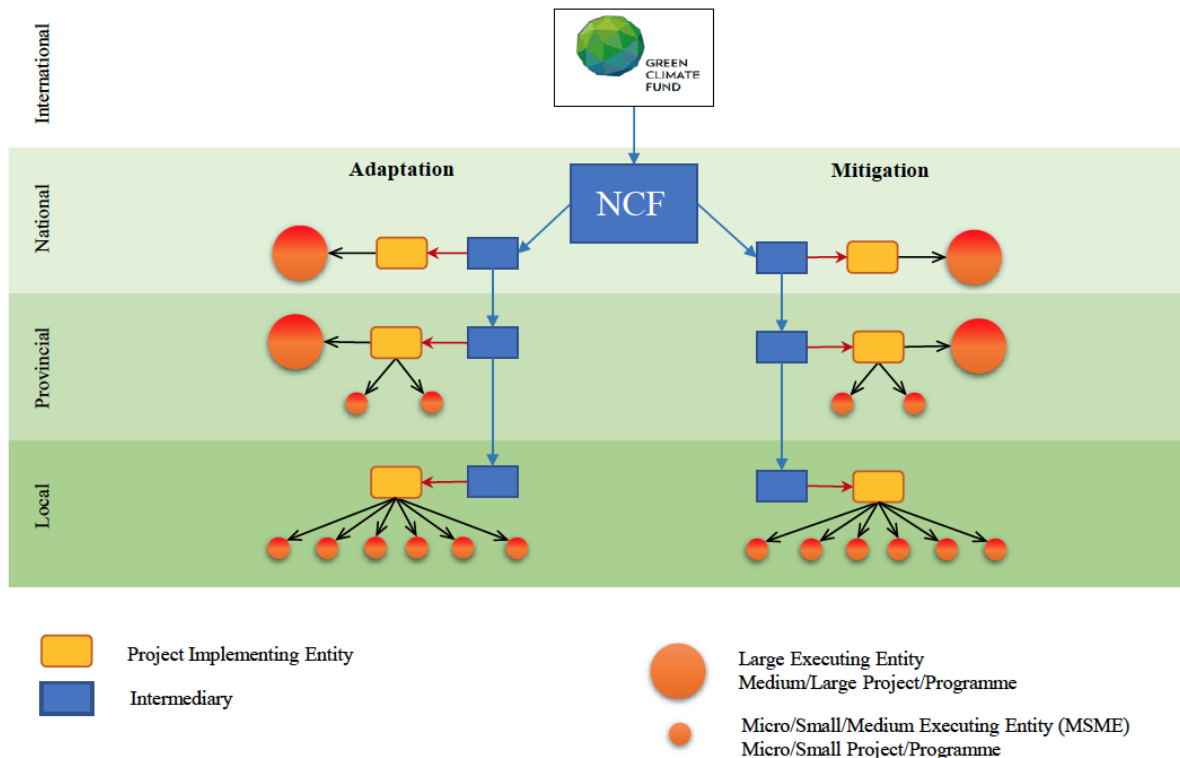 International
GREEN
CLIMATE
FUND
National
Adaptation
NCF
Mitigation
Provincial
Local
Project Implementing Entity
Intermediary
Large Executing Entity
Medium/Large Project/Programme
Micro/Small/Medium Executing Entity (MSME)
Micro/Small Project/Programme